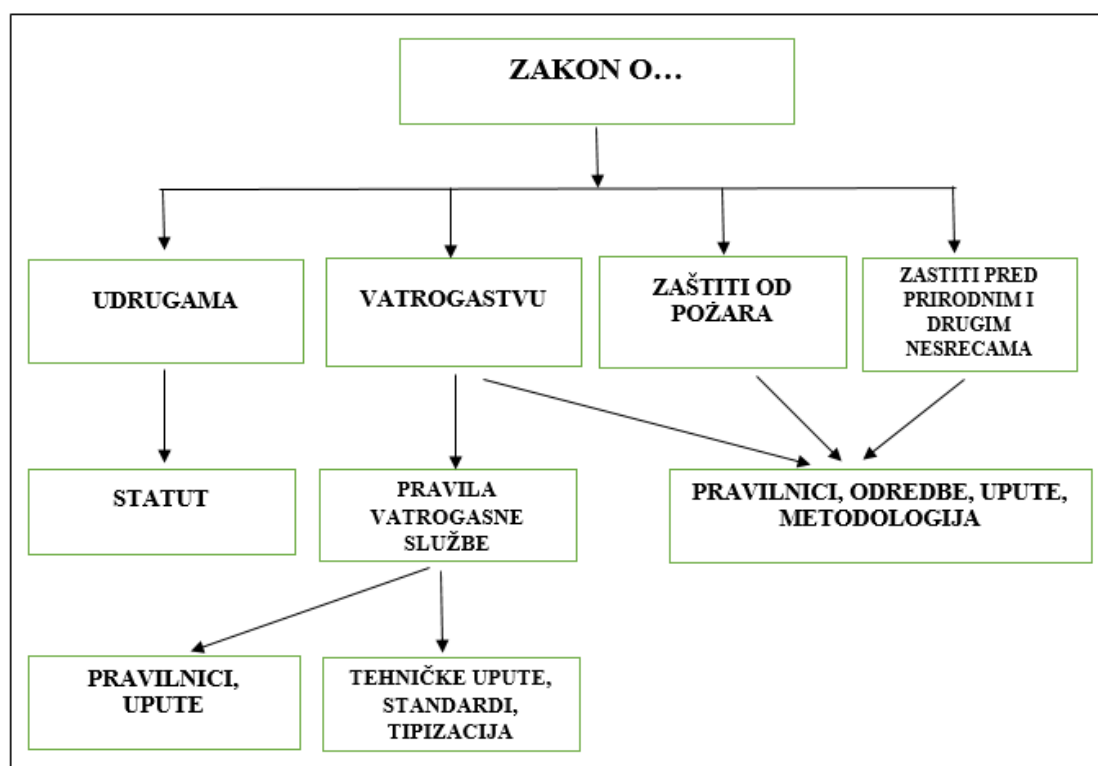 ZAKON O...
UDRUGAMA
VATROGASTVU
ZAŠTITI OD
POŽARA
ZASTITI PRED
PRIRODNIM I
DRUGIM
NESRECAMA
STATUT
PRAVILA
VATROGASNE
SLUŽBE
PRAVILNICI, ODREDBE, UPUTE,
METODOLOGIJA
PRAVILNICI,
UPUTE
TEHNIČKE UPUTE,
STANDARDI,
TIPIZACIJA